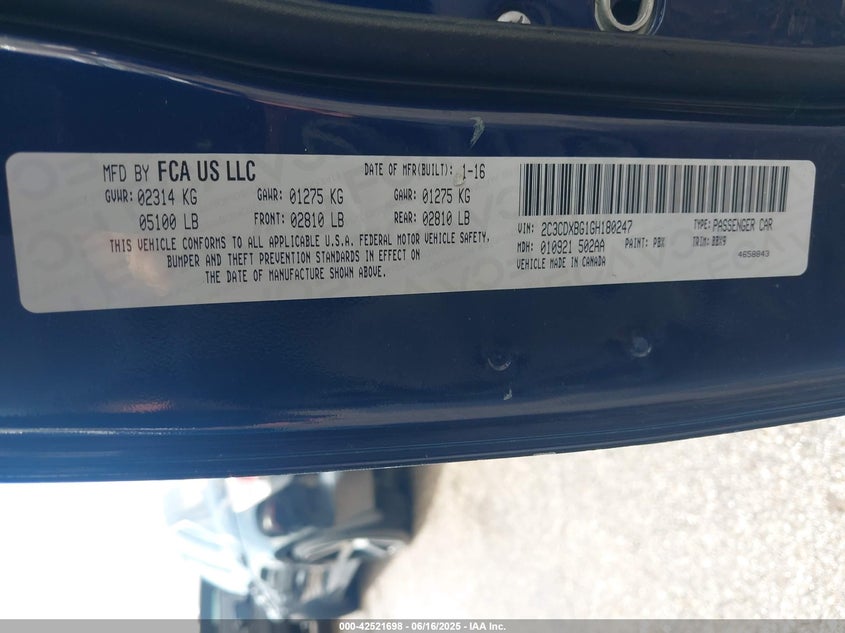 MFD BY FCA US LLC DATE OF MFR(BUILT): 1-16
GVWR: 02314 KG GAWR: 01275 KG GAWR: 01275 KG
05100 LB FRONT: 02810 LB REAR: 02810 LB
THIS VEHICLE CONFORMS TO ALL APPLICABLE U.S.A. FEDERAL MOTOR VEHICLE SAFETY,
BUMPER AND THEFT PREVENTION STANDARDS IN EFFECT ON
THE DATE OF MANUFACTURE SHOWN ABOVE.
VIN: 2C3CDXBG1GH180247 TYPE: PASSENGER CAR
MDH: 010921 502AA PAINT: PBX TRIM: BBX9
VEHICLE MADE IN CANADA 4658843
000-42521698 - 06/16/2025 - IAA Inc.